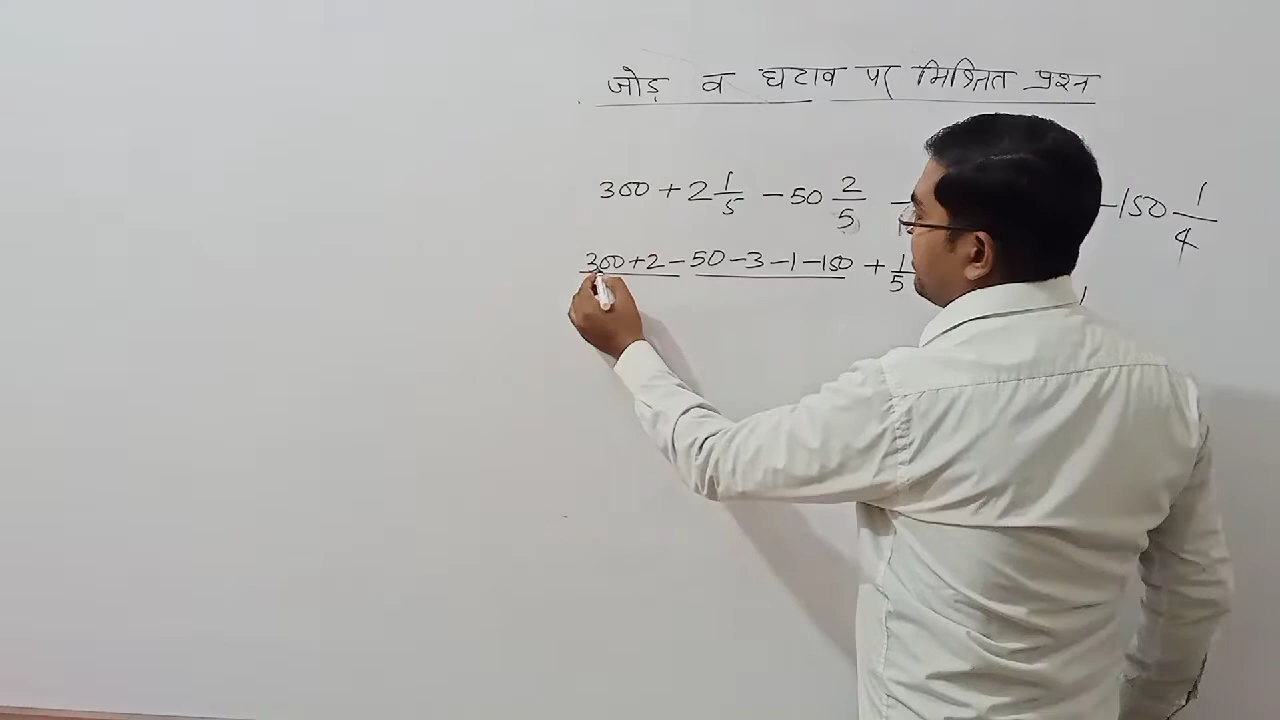 जोड़ व घटाव पर मिश्रित प्रश्न
300 + 2 1/5 - 50 2/5 - 150 1/4
300 + 2 - 50 - 3 - 1 - 150 + 1/5